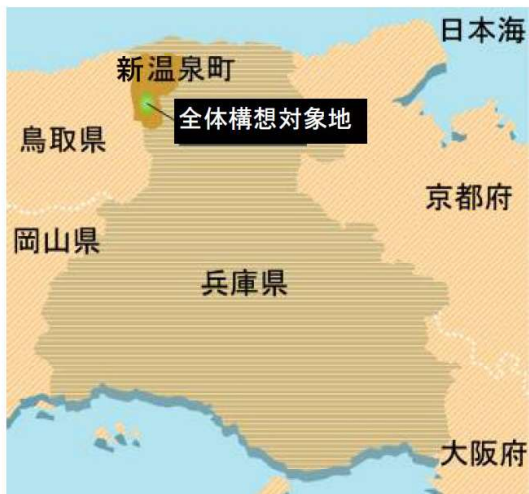 日本海
新温泉町
全体構想対象地
鳥取県
京都府
岡山県
兵庫県
大阪府